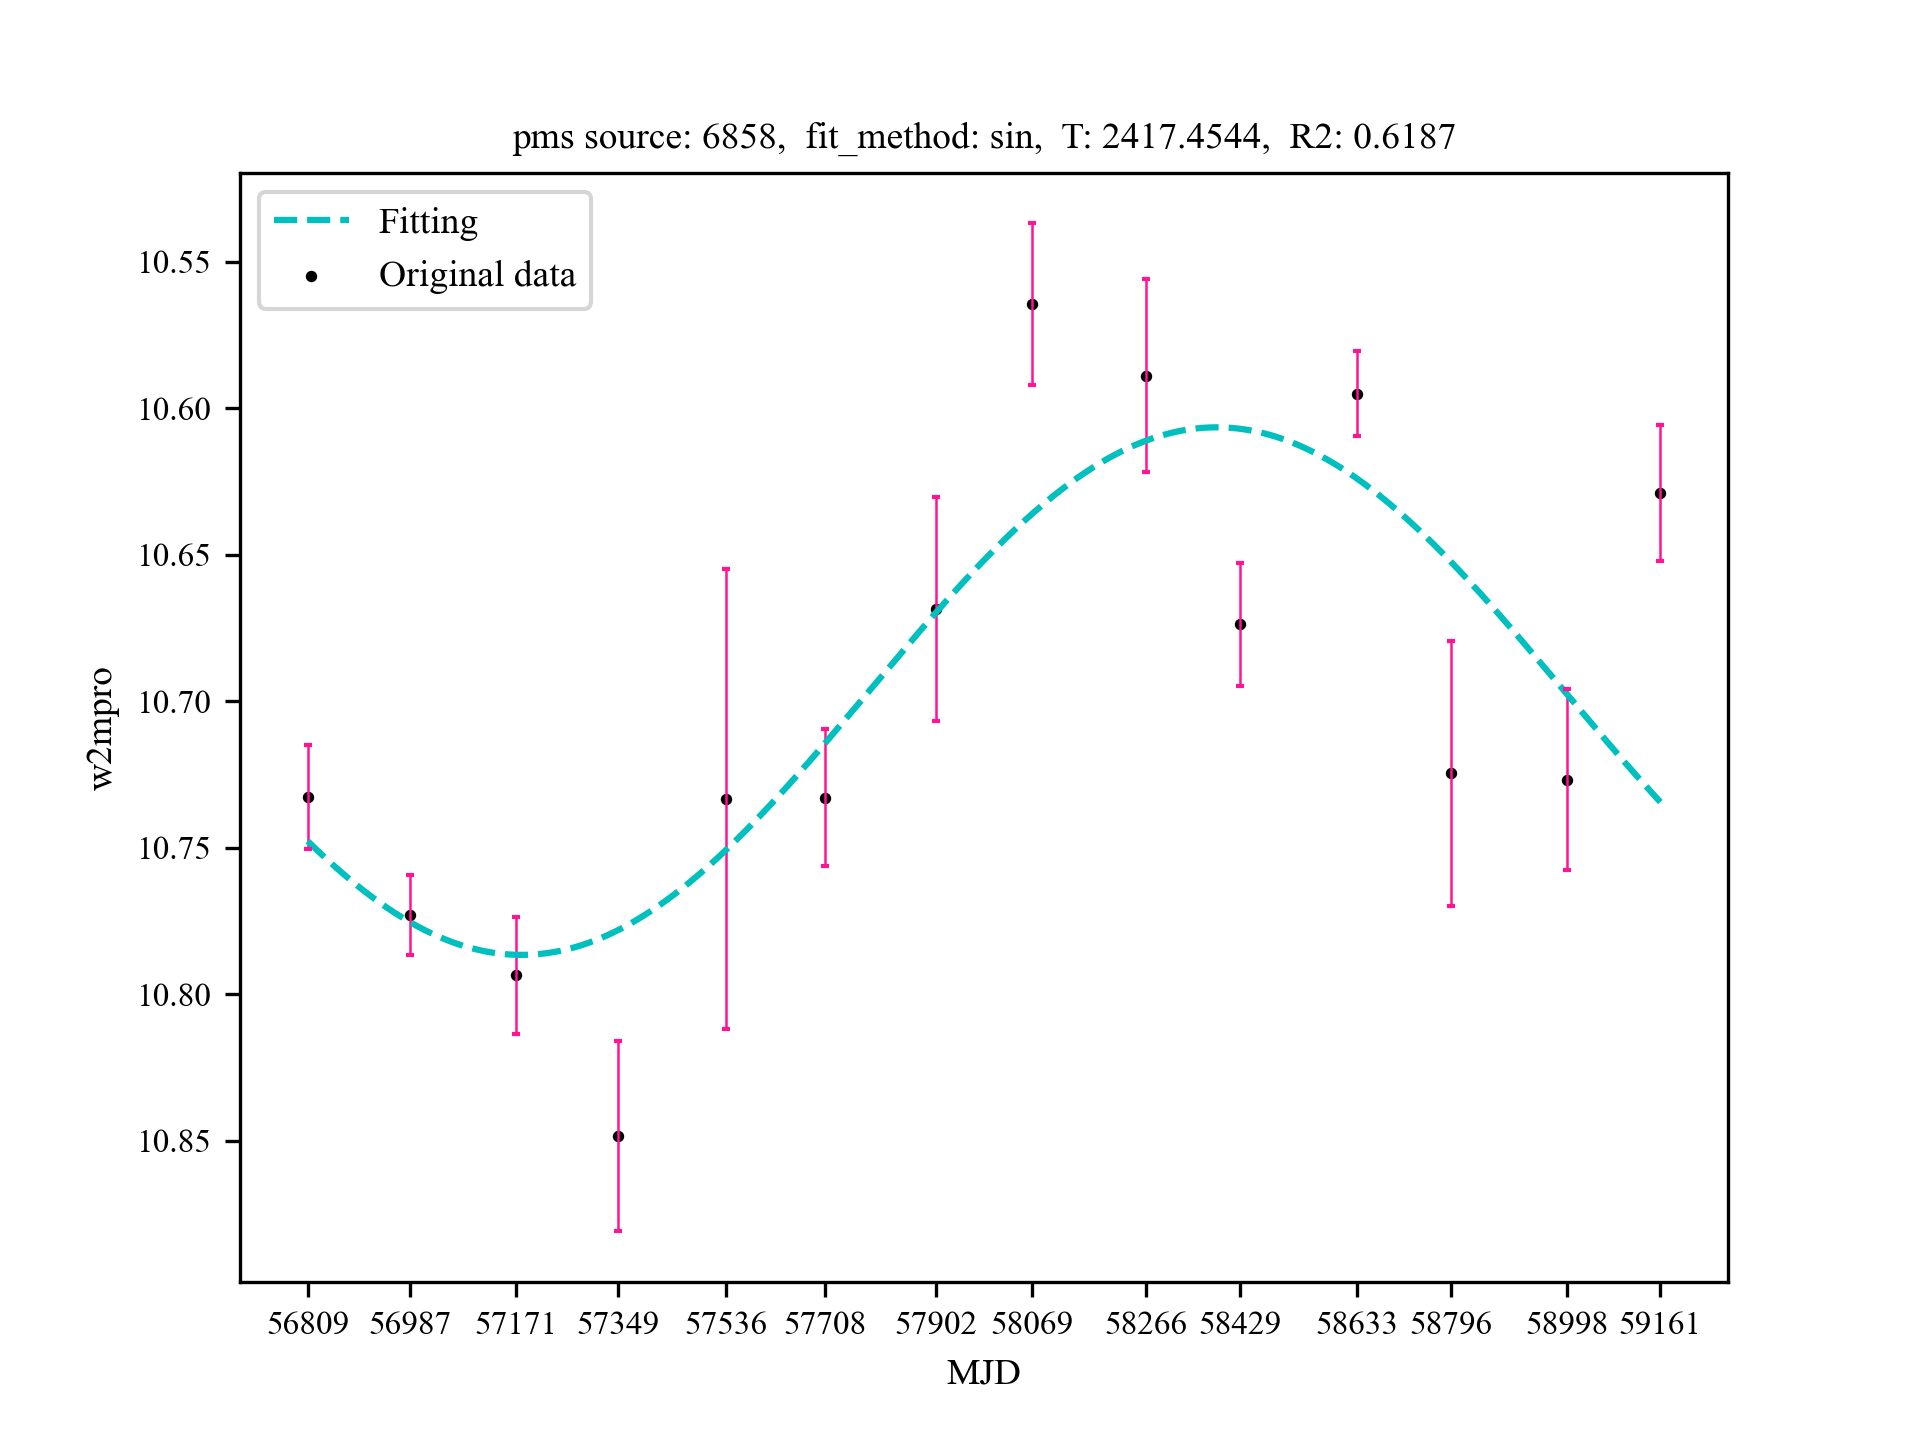 pms source: 6858,  fit_method: sin,  T: 2417.4544,  R2: 0.6187
Fitting
Original data
10.55
10.60
10.65
10.70
10.75
10.80
10.85
w2mpro
56809 56987 57171 57349 57536 57708 57902 58069 58266 58429 58633 58796 58998 59161
MJD